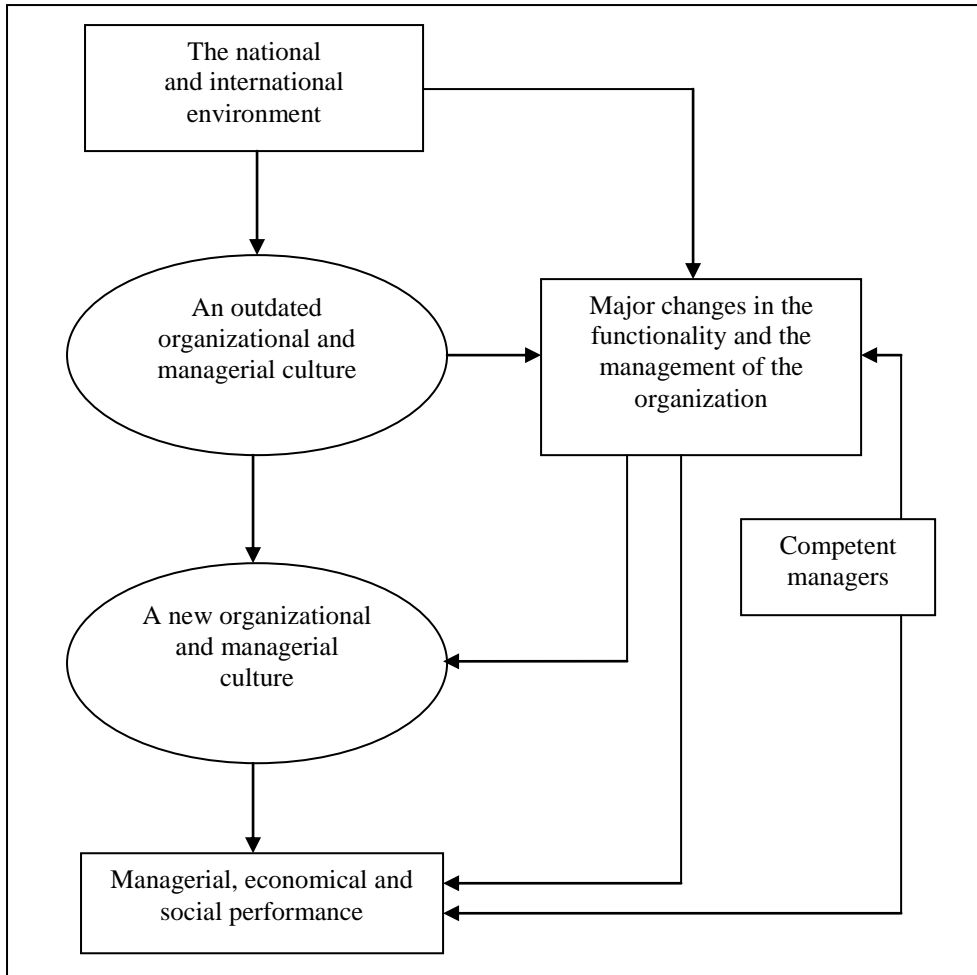 The national
and international
environment
An outdated
organizational and
managerial culture
Major changes in the
functionality and the
management of the
organization
Competent
managers
A new organizational
and managerial
culture
Managerial, economical and
social performance